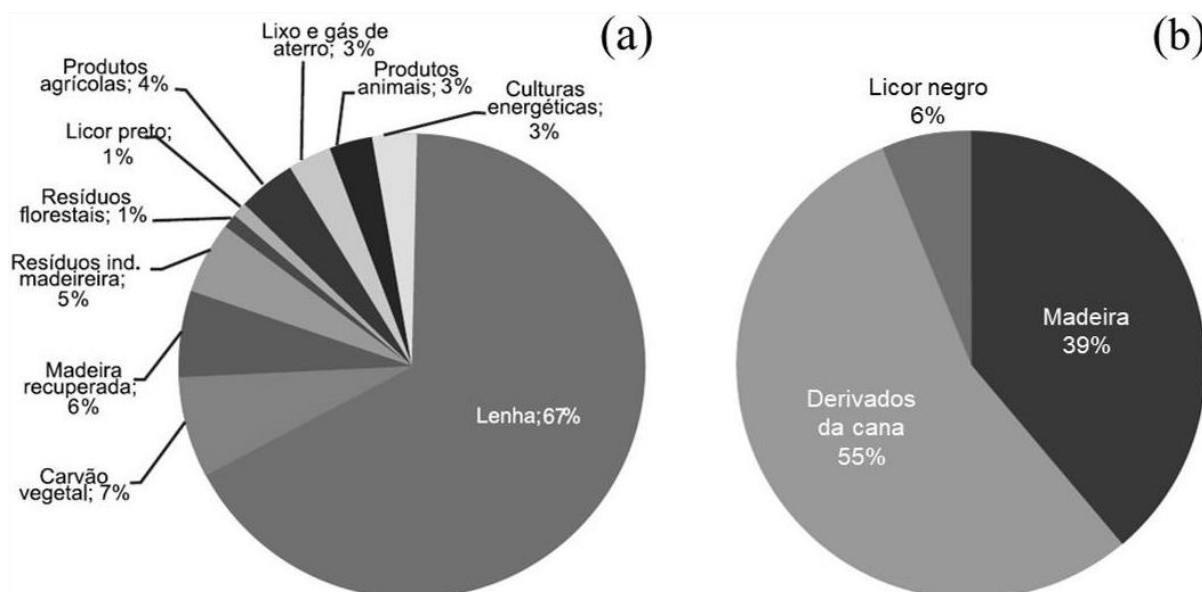 (a)
Lixo e gás de
aterro; 3%
Produtos
agrícolas; 4%
Produtos
animais; 3%
Culturas
energéticas;
3%
Licor preto;
1%
Resíduos
florestais; 1%
Resíduos ind.
madeireira;
5%
Madeira
recuperada;
6%
Carvão
vegetal; 7%
Lenha;67%
(b)
Licor negro
6%
Madeira
39%
Derivados
da cana
55%